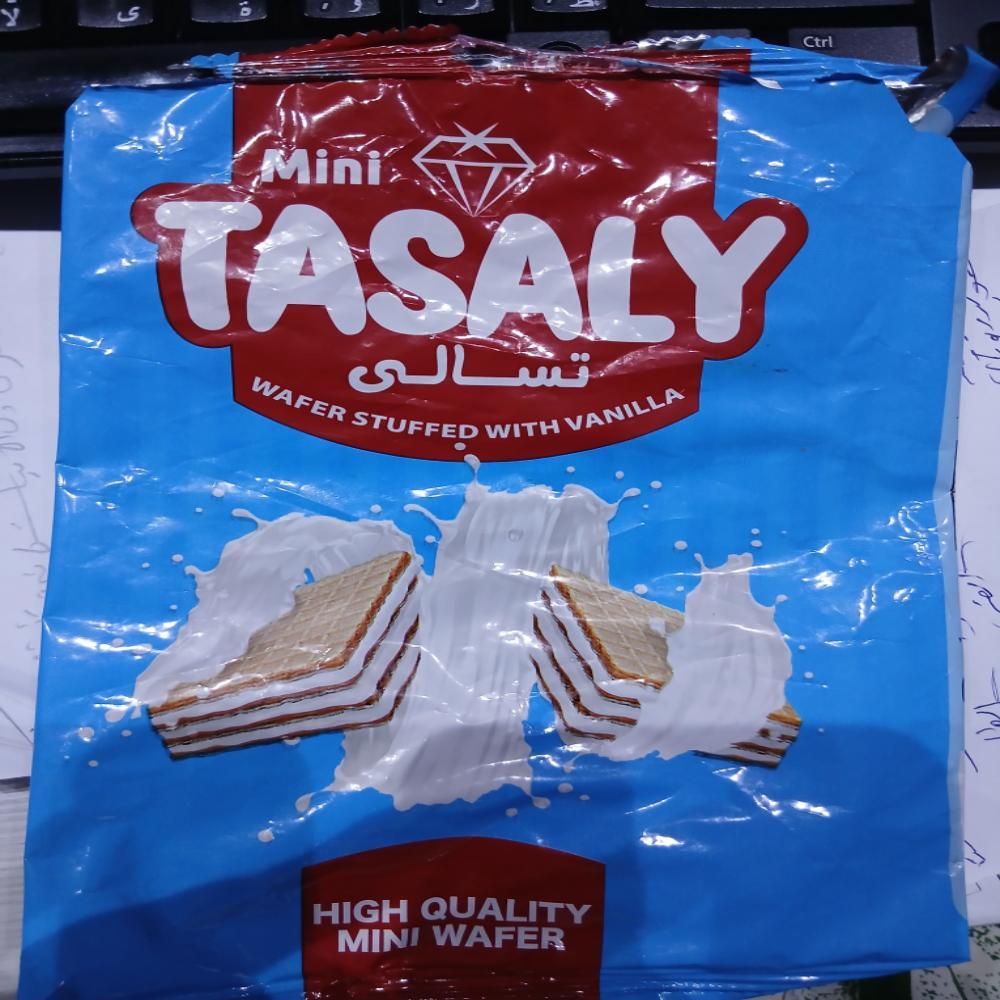 Ctrl
Mini
TASALY
تسالى
WAFER STUFFED WITH VANILLA
HIGH QUALITY
MINI WAFER